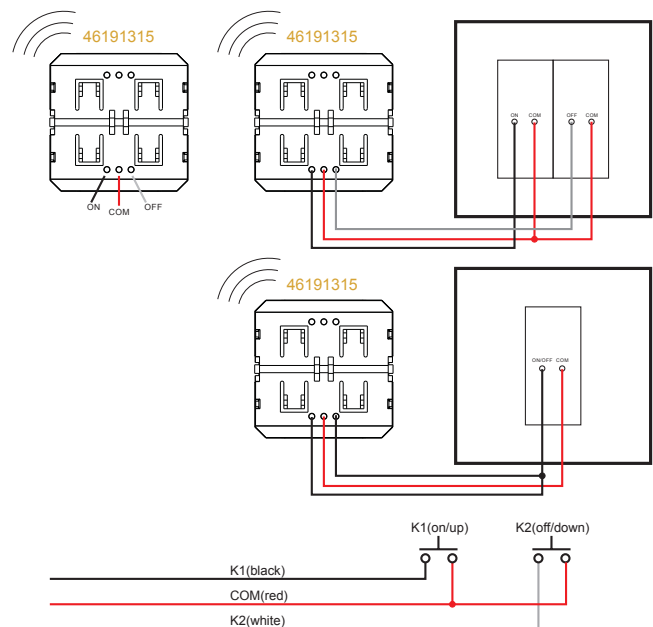 46191315
46191315
ON COM OFF COM
ON COM OFF
46191315
ON/OFF COM
K1(on/up) K2(off/down)
K1(black)
COM(red)
K2(white)